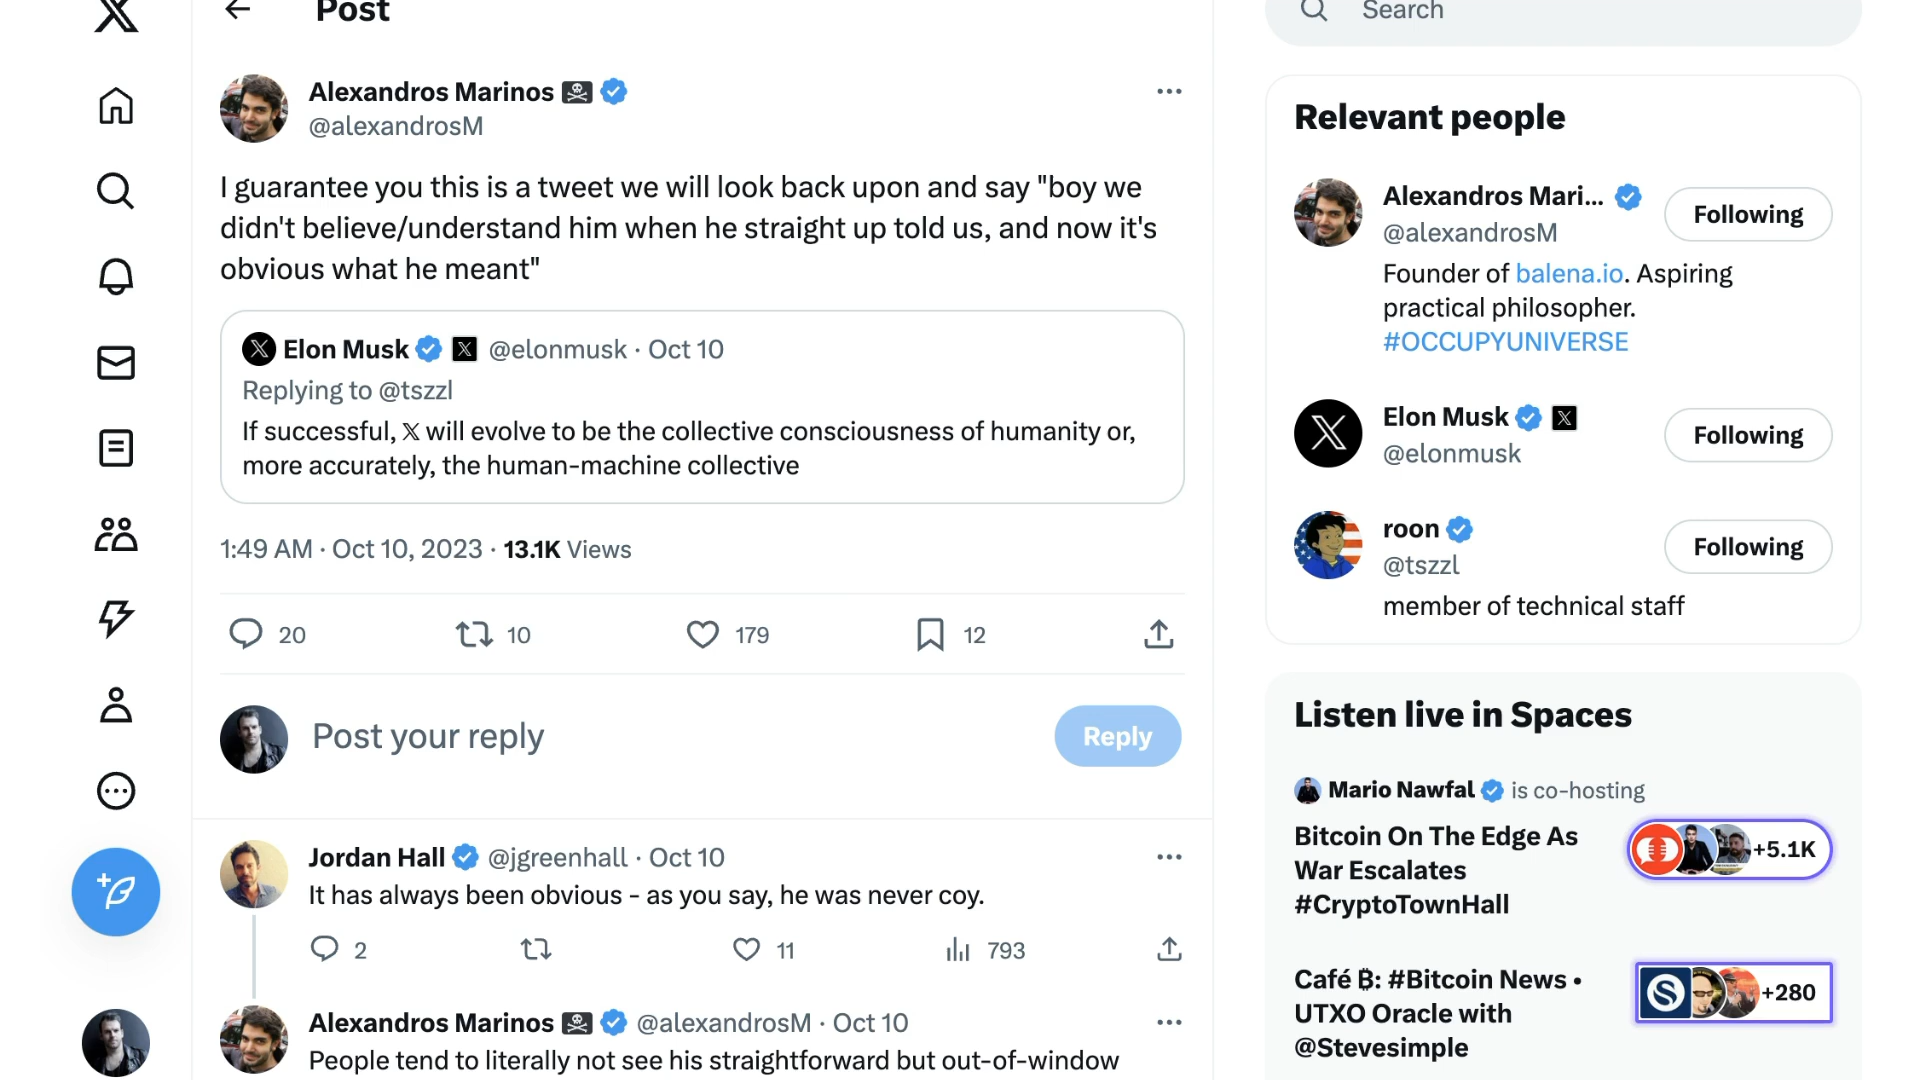 Post
Search
Alexandros Marinos
@alexandrosM
I guarantee you this is a tweet we will look back upon and say "boy we
didn't believe/understand him when he straight up told us, and now it's
obvious what he meant"
Elon Musk @elonmusk · Oct 10
Replying to @tszzl
If successful, 𝕏 will evolve to be the collective consciousness of humanity or,
more accurately, the human-machine collective
1:49 AM · Oct 10, 2023 · 13.1K Views
20 10 179 12
Post your reply
Reply
Jordan Hall @jgreenhall · Oct 10
It has always been obvious - as you say, he was never coy.
2 11 793
Alexandros Marinos @alexandrosM · Oct 10
People tend to literally not see his straightforward but out-of-window
Relevant people
Alexandros Mari...
@alexandrosM
Following
Founder of balena.io. Aspiring
practical philosopher.
#OCCUPYUNIVERSE
Elon Musk
@elonmusk
Following
roon
@tszzl
Following
member of technical staff
Listen live in Spaces
Mario Nawfal is co-hosting
Bitcoin On The Edge As
War Escalates
#CryptoTownHall
+5.1K
Café ₿: #Bitcoin News •
UTXO Oracle with
@Stevesimple
+280